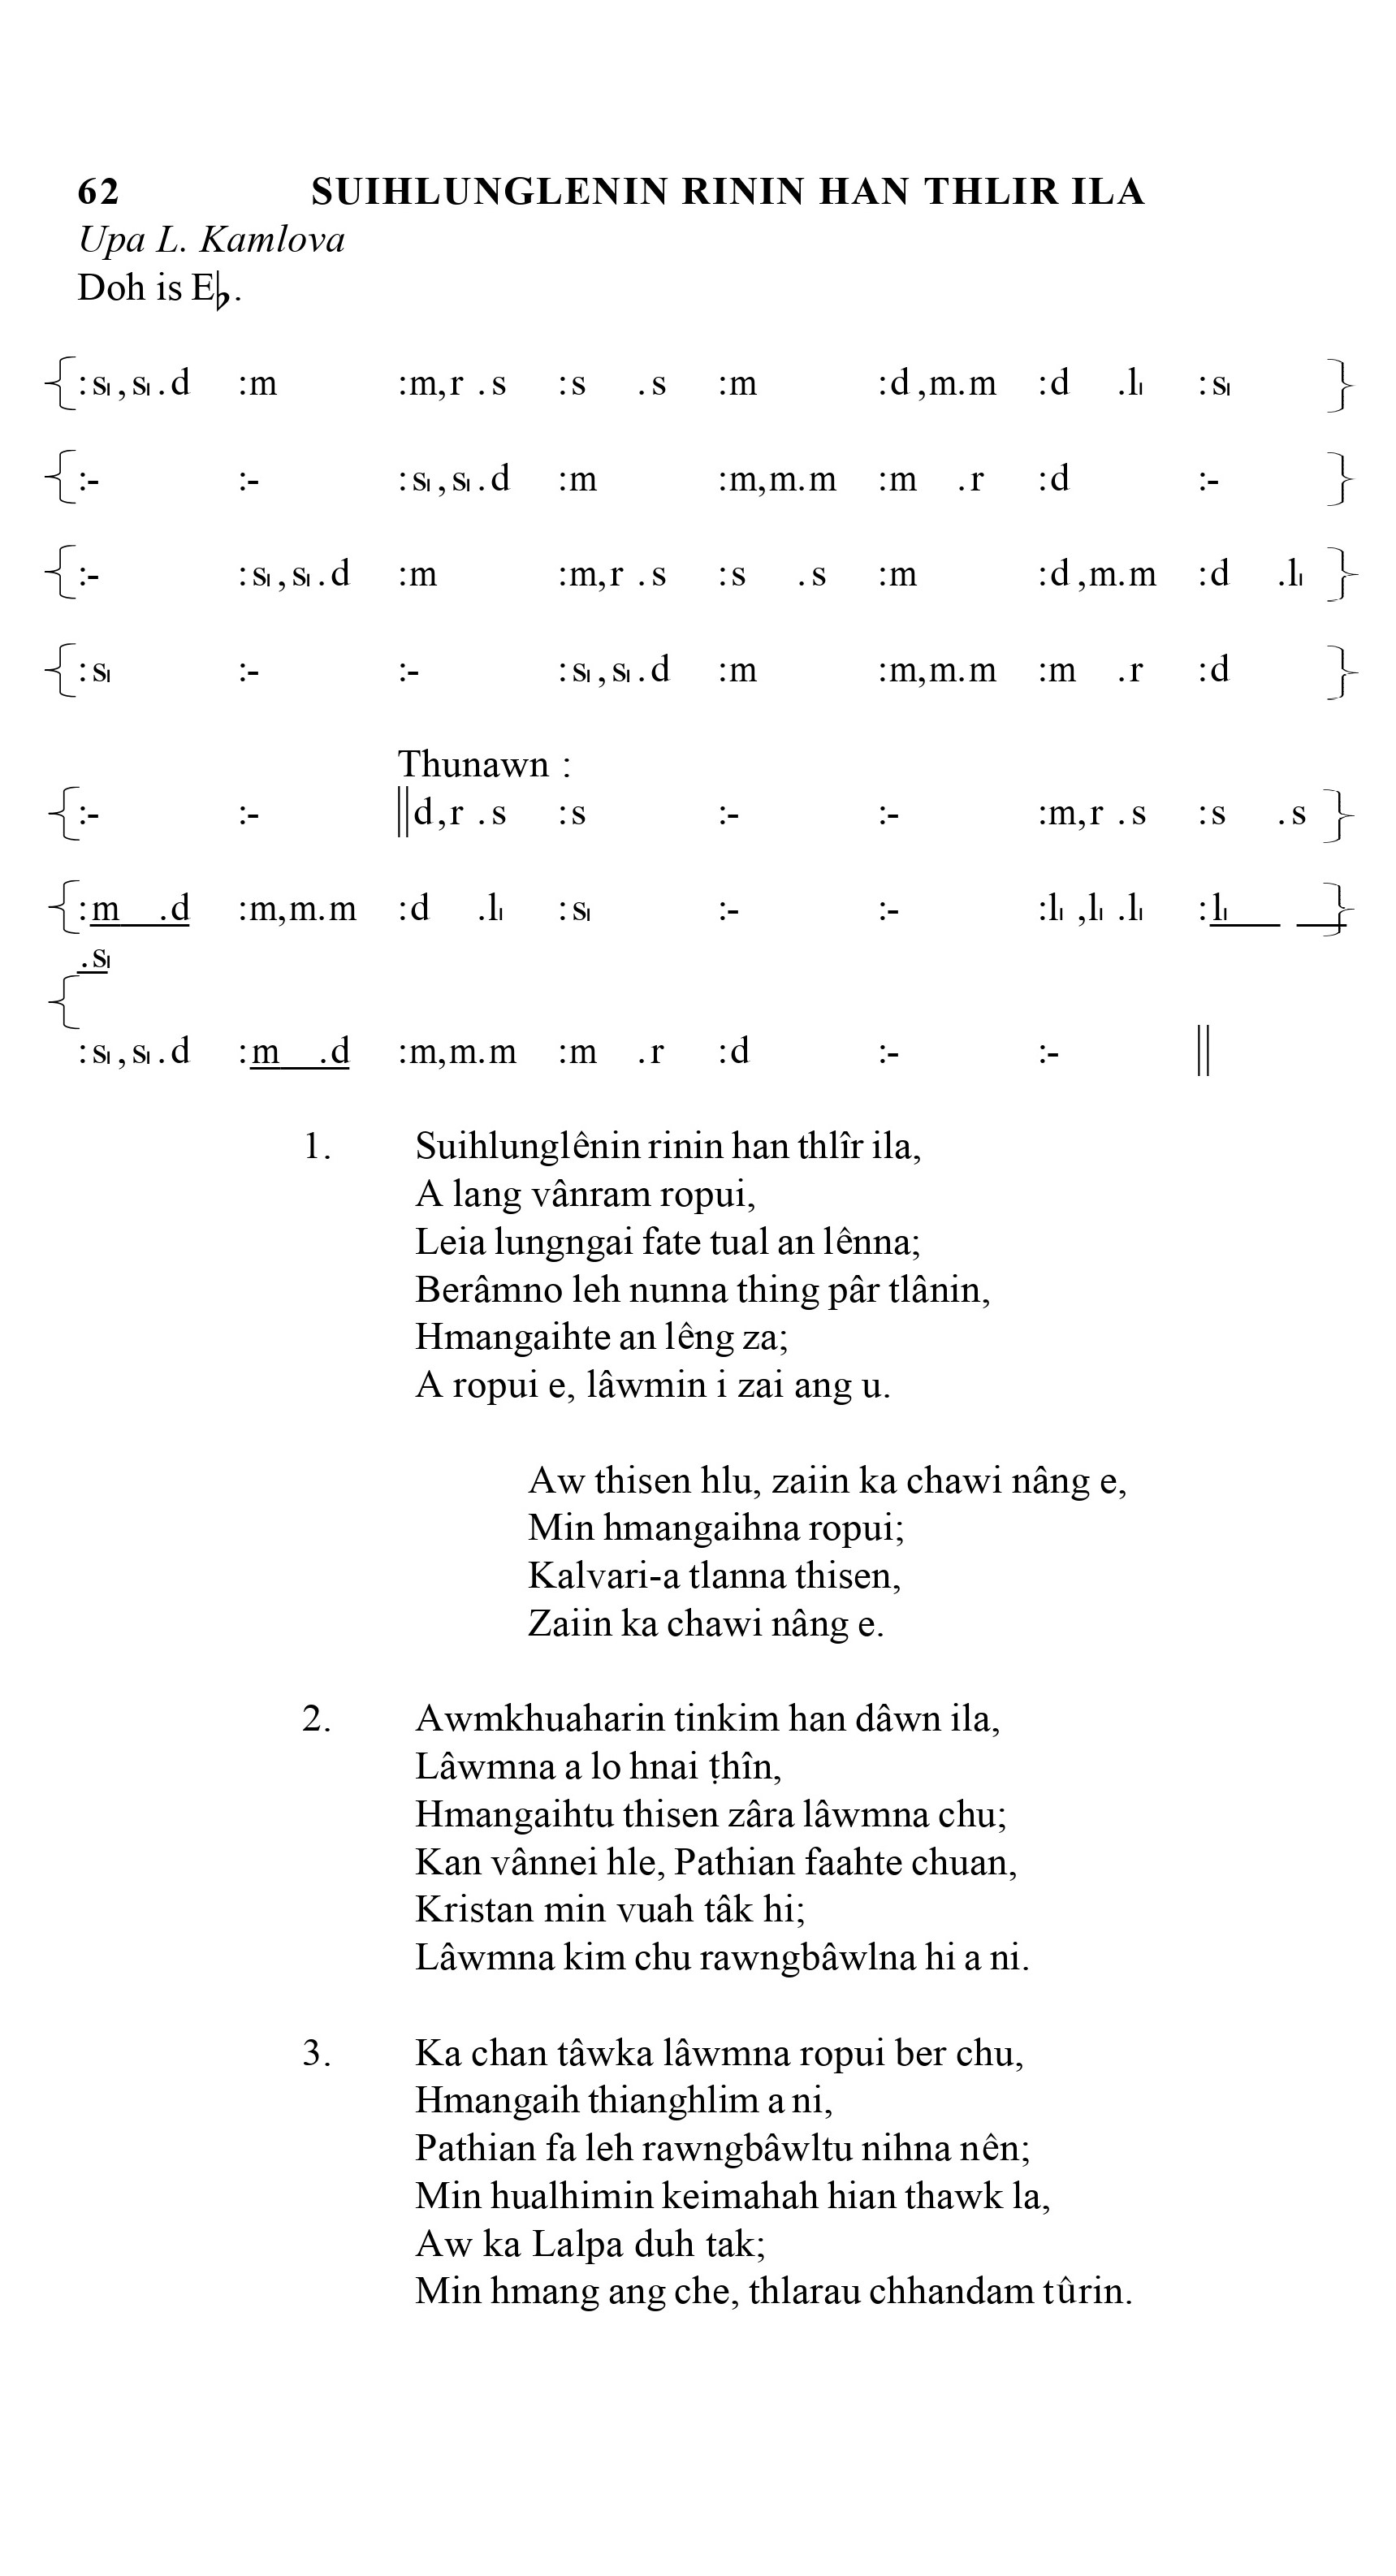 62 SUIHLUNGLENIN RININ HAN THLIR ILA
Upa L. Kamlova
Doh is E♭.
{:s₁,s₁.d :m :m,r .s :s .s :m :d,m.m :d .l₁ :s₁ }
{:- :- :s₁,s₁.d :m :m,m.m :m .r :d :- }
{:- :s₁,s₁.d :m :m,r .s :s .s :m :d,m.m :d .l₁ }
{:s₁ :- :- :s₁,s₁.d :m :m,m.m :m .r :d }
Thunawn :
{:- :- ‖d,r .s :s :- :- :m,r .s :s .s }
{:m .d :m,m.m :d .l₁ :s₁ :- :- :l₁,l₁.l₁ :l₁ }
.s₁
{
:s₁,s₁.d :m .d :m,m.m :m .r :d :- :- ‖
1. Suihlunglênin rinin han thlîr ila,
A lang vânram ropui,
Leia lungngai fate tual an lênna;
Berâmno leh nunna thing pâr tlânin,
Hmangaihte an lêng za;
A ropui e, lâwmin i zai ang u.
Aw thisen hlu, zaiin ka chawi nâng e,
Min hmangaihna ropui;
Kalvari-a tlanna thisen,
Zaiin ka chawi nâng e.
2. Awmkhuaharin tinkim han dâwn ila,
Lâwmna a lo hnai ṭhîn,
Hmangaihtu thisen zâra lâwmna chu;
Kan vânnei hle, Pathian faahte chuan,
Kristan min vuah tâk hi;
Lâwmna kim chu rawngbâwlna hi a ni.
3. Ka chan tâwka lâwmna ropui ber chu,
Hmangaih thianghlim a ni,
Pathian fa leh rawngbâwltu nihna nên;
Min hualhimin keimahah hian thawk la,
Aw ka Lalpa duh tak;
Min hmang ang che, thlarau chhandam tûrin.